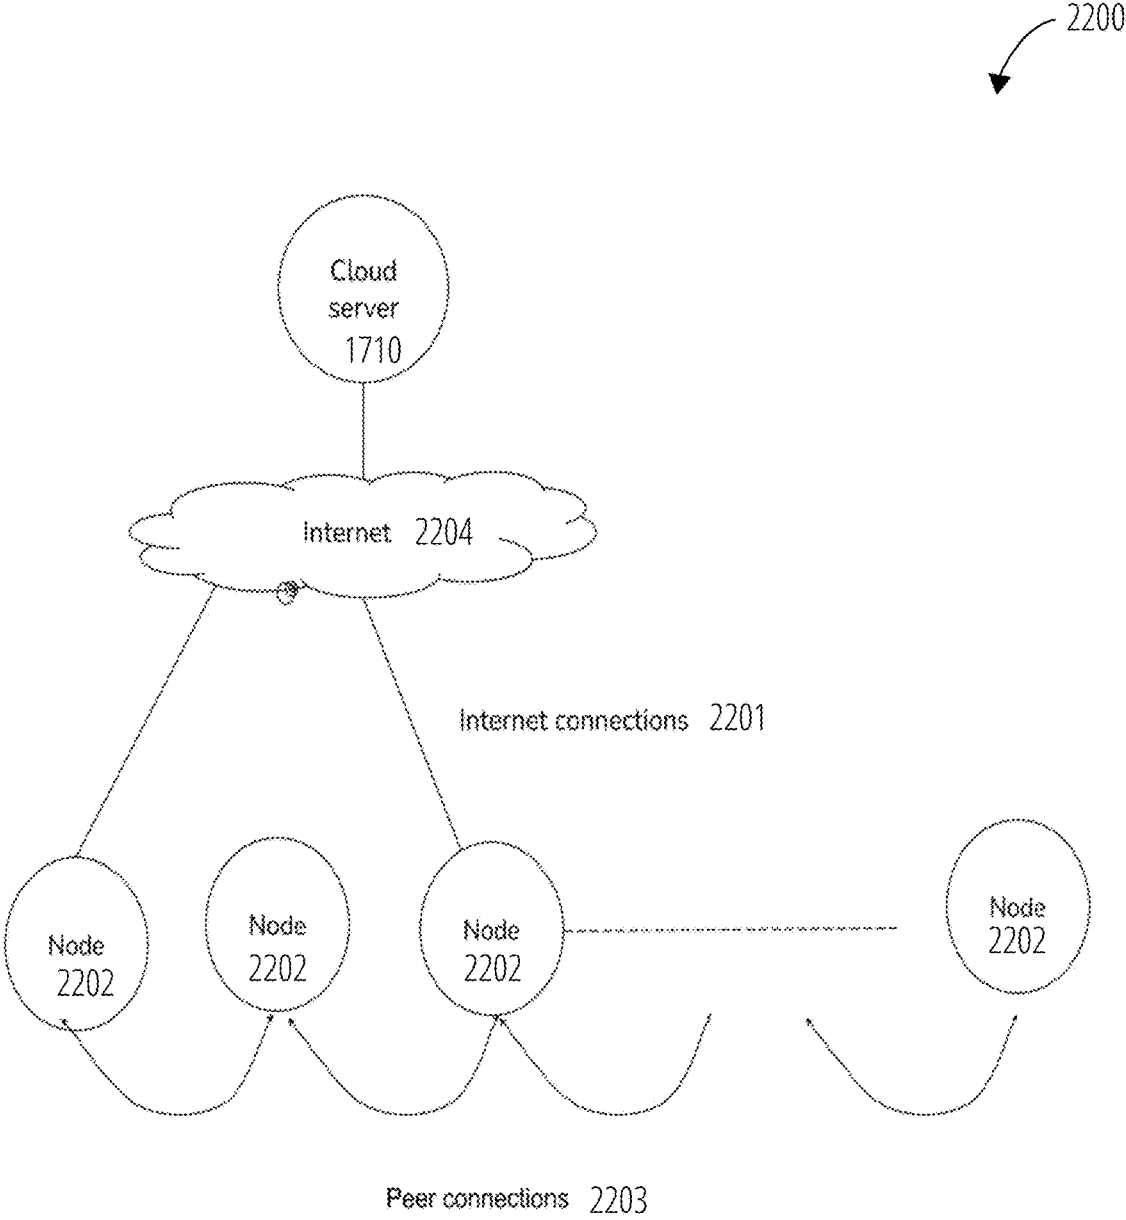 2200
Cloud
server
1710
Internet 2204
Internet connections 2201
Node
2202
Node
2202
Node
2202
Node
2202
Peer connections 2203